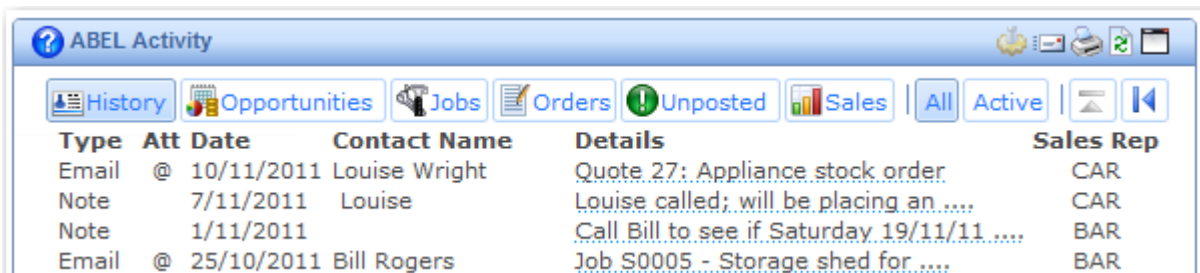 ABEL Activity
History Opportunities Jobs Orders Unposted Sales All Active
Type Att Date Contact Name Details Sales Rep
Email @ 10/11/2011 Louise Wright Quote 27: Appliance stock order CAR
Note 7/11/2011 Louise Louise called; will be placing an .... CAR
Note 1/11/2011 Call Bill to see if Saturday 19/11/11 .... BAR
Email @ 25/10/2011 Bill Rogers Job S0005 - Storage shed for .... BAR